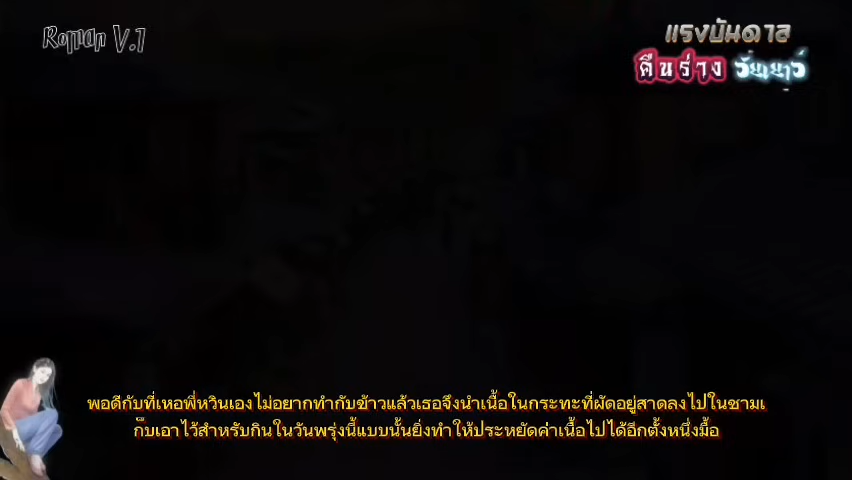 Roman V.1
แรงบันดาล
คืนร่าง วัยเยาว์
พอดีกับที่เหอพี่หวินเองไม่อยากทำกับข้าวแล้วเธอจึงนำเนื้อในกระทะที่ผัดอยู่สาดลงไปในชามเ
ก็บเอาไว้สำหรับกินในวันพรุ่งนี้แบบนั้นยิ่งทำให้ประหยัดค่าเนื้อไปได้อีกตั้งหนึ่งมื้อ